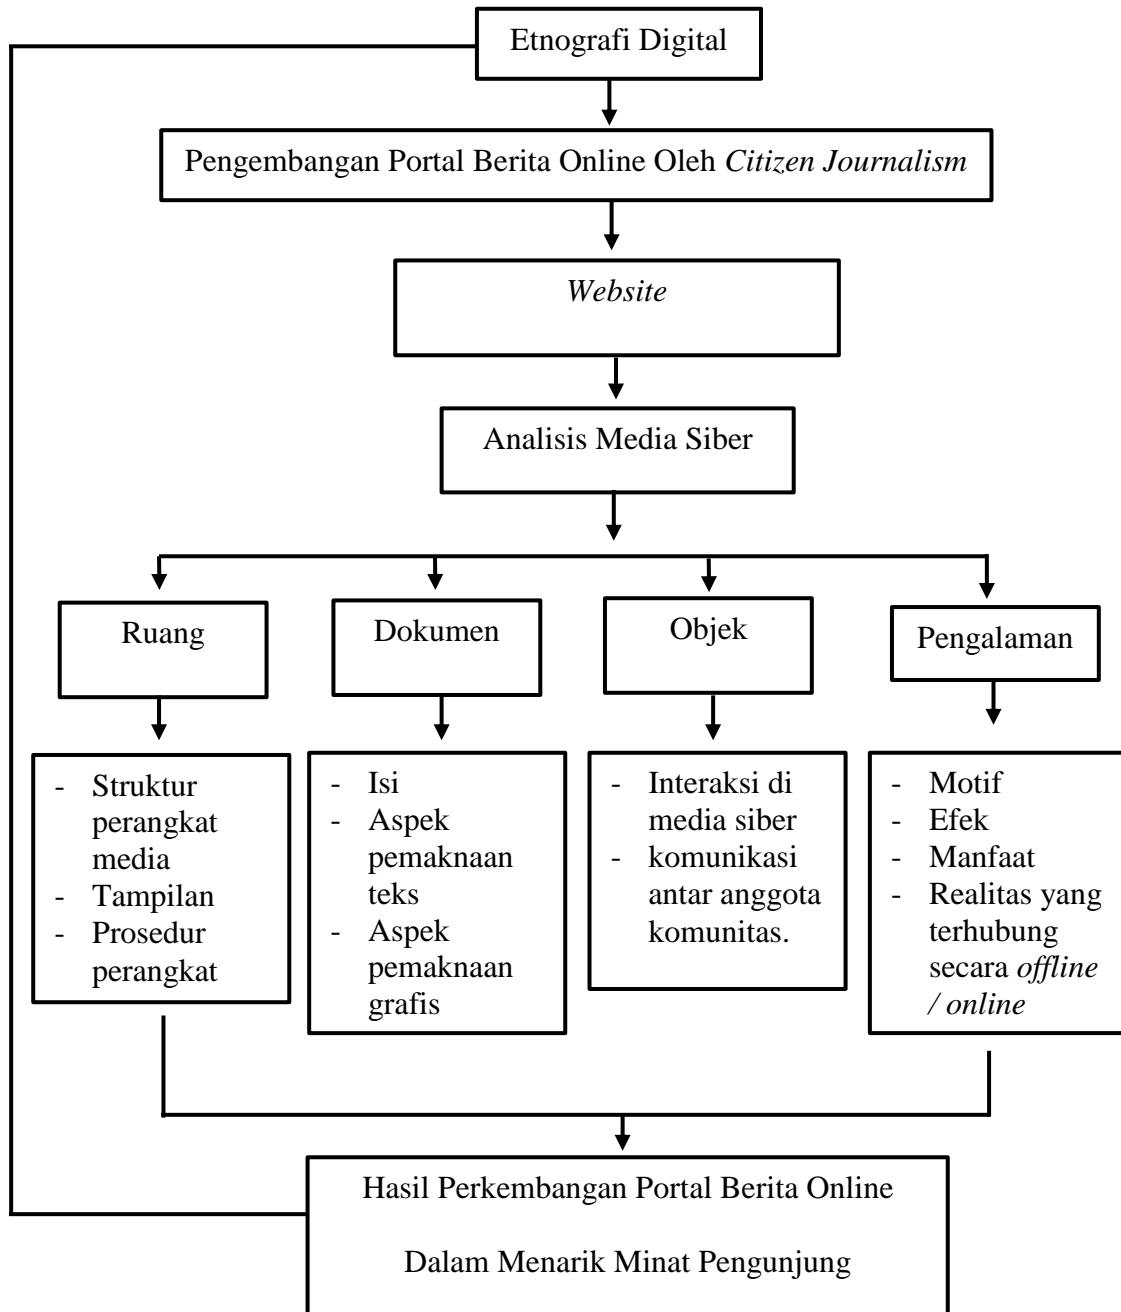 Etnografi Digital
Pengembangan Portal Berita Online Oleh Citizen Journalism
Website
Analisis Media Siber
Ruang
Dokumen
Objek
Pengalaman
- Struktur
perangkat
media
- Tampilan
- Prosedur
perangkat
- Isi
- Aspek
pemaknaan
teks
- Aspek
pemaknaan
grafis
- Interaksi di
media siber
- komunikasi
antar anggota
komunitas.
- Motif
- Efek
- Manfaat
- Realitas yang
terhubung
secara offline
/ online
Hasil Perkembangan Portal Berita Online
Dalam Menarik Minat Pengunjung